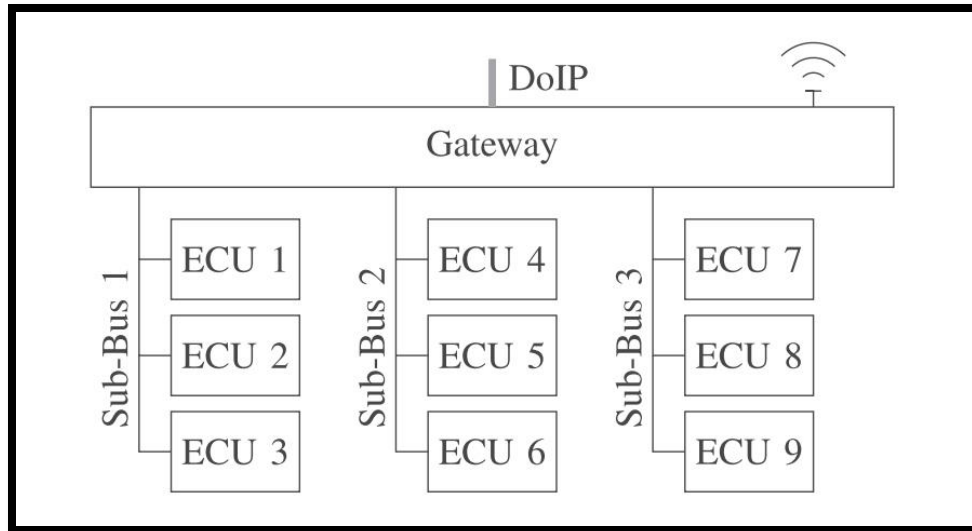 DoIP
Gateway
Sub-Bus 1
ECU 1
ECU 2
ECU 3
Sub-Bus 2
ECU 4
ECU 5
ECU 6
Sub-Bus 3
ECU 7
ECU 8
ECU 9